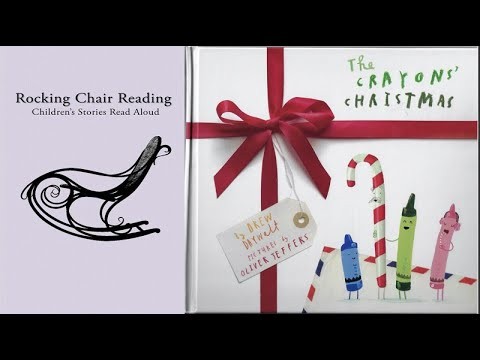 Rocking Chair Reading
Children's Stories Read Aloud
The
CRAYONS'
CHRISTMAS
by DREW
DAYWALT
PICTURES by
OLIVER JEFFERS